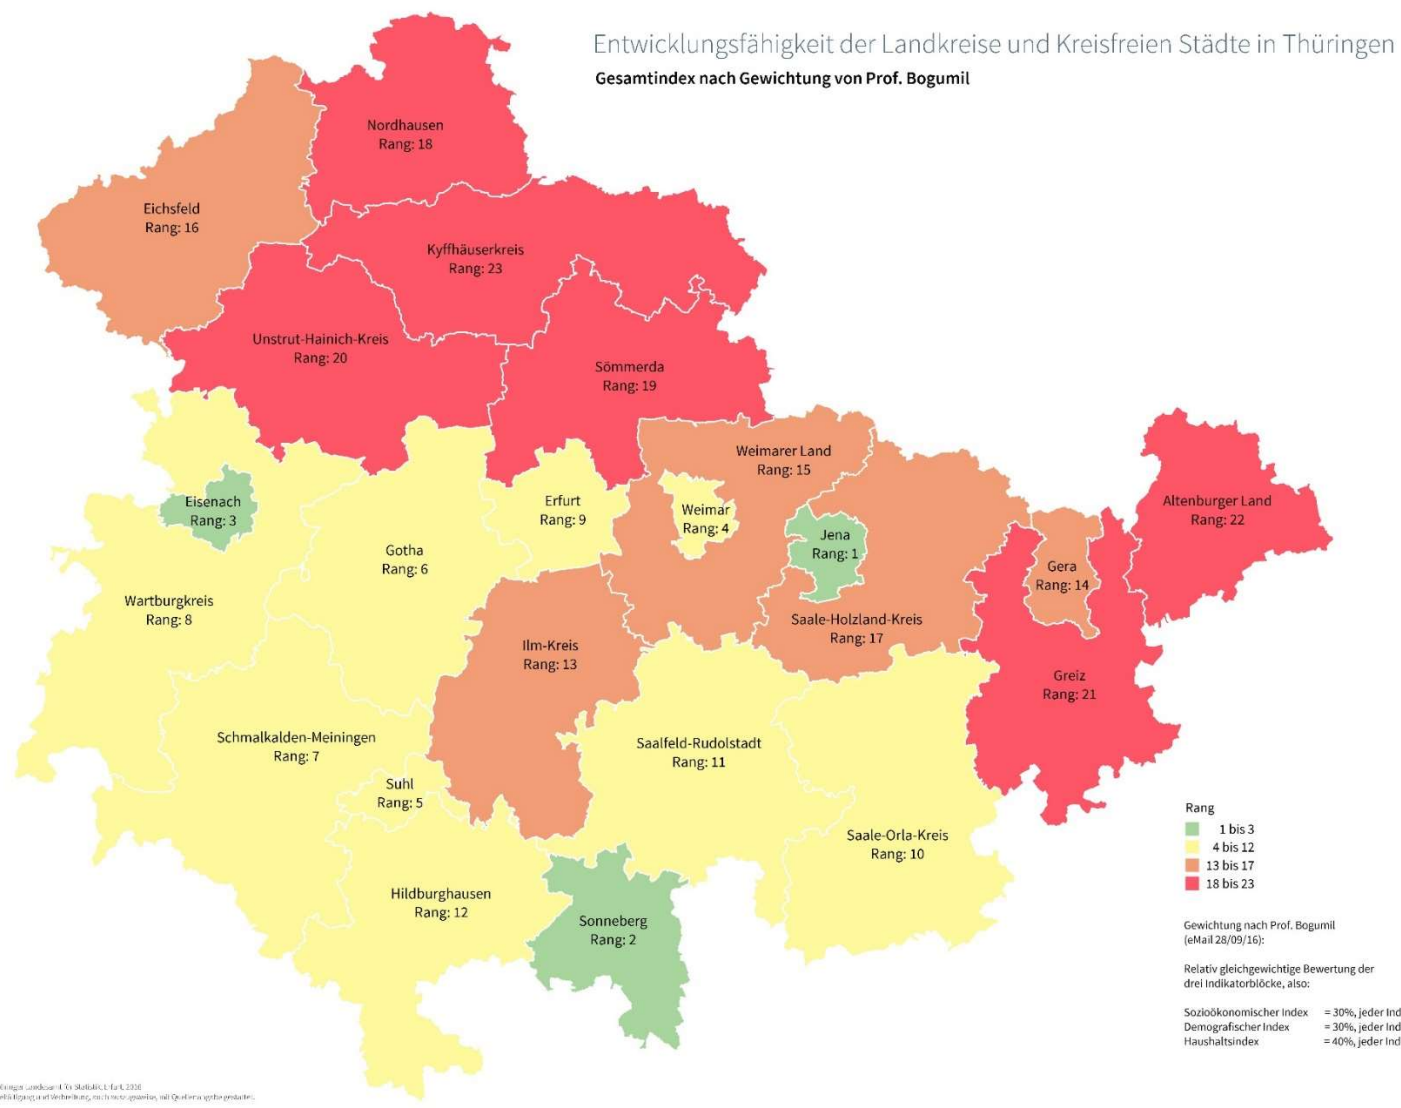 Entwicklungsfähigkeit der Landkreise und Kreisfreien Städte in Thüringen
Gesamtindex nach Gewichtung von Prof. Bogumil
Nordhausen
Rang: 18
Eichsfeld
Rang: 16
Kyffhäuserkreis
Rang: 23
Unstrut-Hainich-Kreis
Rang: 20
Sömmerda
Rang: 19
Weimarer Land
Rang: 15
Altenburger Land
Rang: 22
Eisenach
Rang: 3
Erfurt
Rang: 9
Weimar
Rang: 4
Jena
Rang: 1
Gotha
Rang: 6
Gera
Rang: 14
Wartburgkreis
Rang: 8
Saale-Holzland-Kreis
Rang: 17
Ilm-Kreis
Rang: 13
Greiz
Rang: 21
Schmalkalden-Meiningen
Rang: 7
Saalfeld-Rudolstadt
Rang: 11
Suhl
Rang: 5
Saale-Orla-Kreis
Rang: 10
Hildburghausen
Rang: 12
Sonneberg
Rang: 2
Rang
1 bis 3
4 bis 12
13 bis 17
18 bis 23
Gewichtung nach Prof. Bogumil
(eMail 28/09/16):
Relativ gleichgewichtige Bewertung der
drei Indikatorblöcke, also:
Sozioökonomischer Index = 30%, jeder Ind
Demografischer Index = 30%, jeder Ind
Haushaltsindex = 40%, jeder Ind
Landesamt für Statistik, Erfurt, 2016